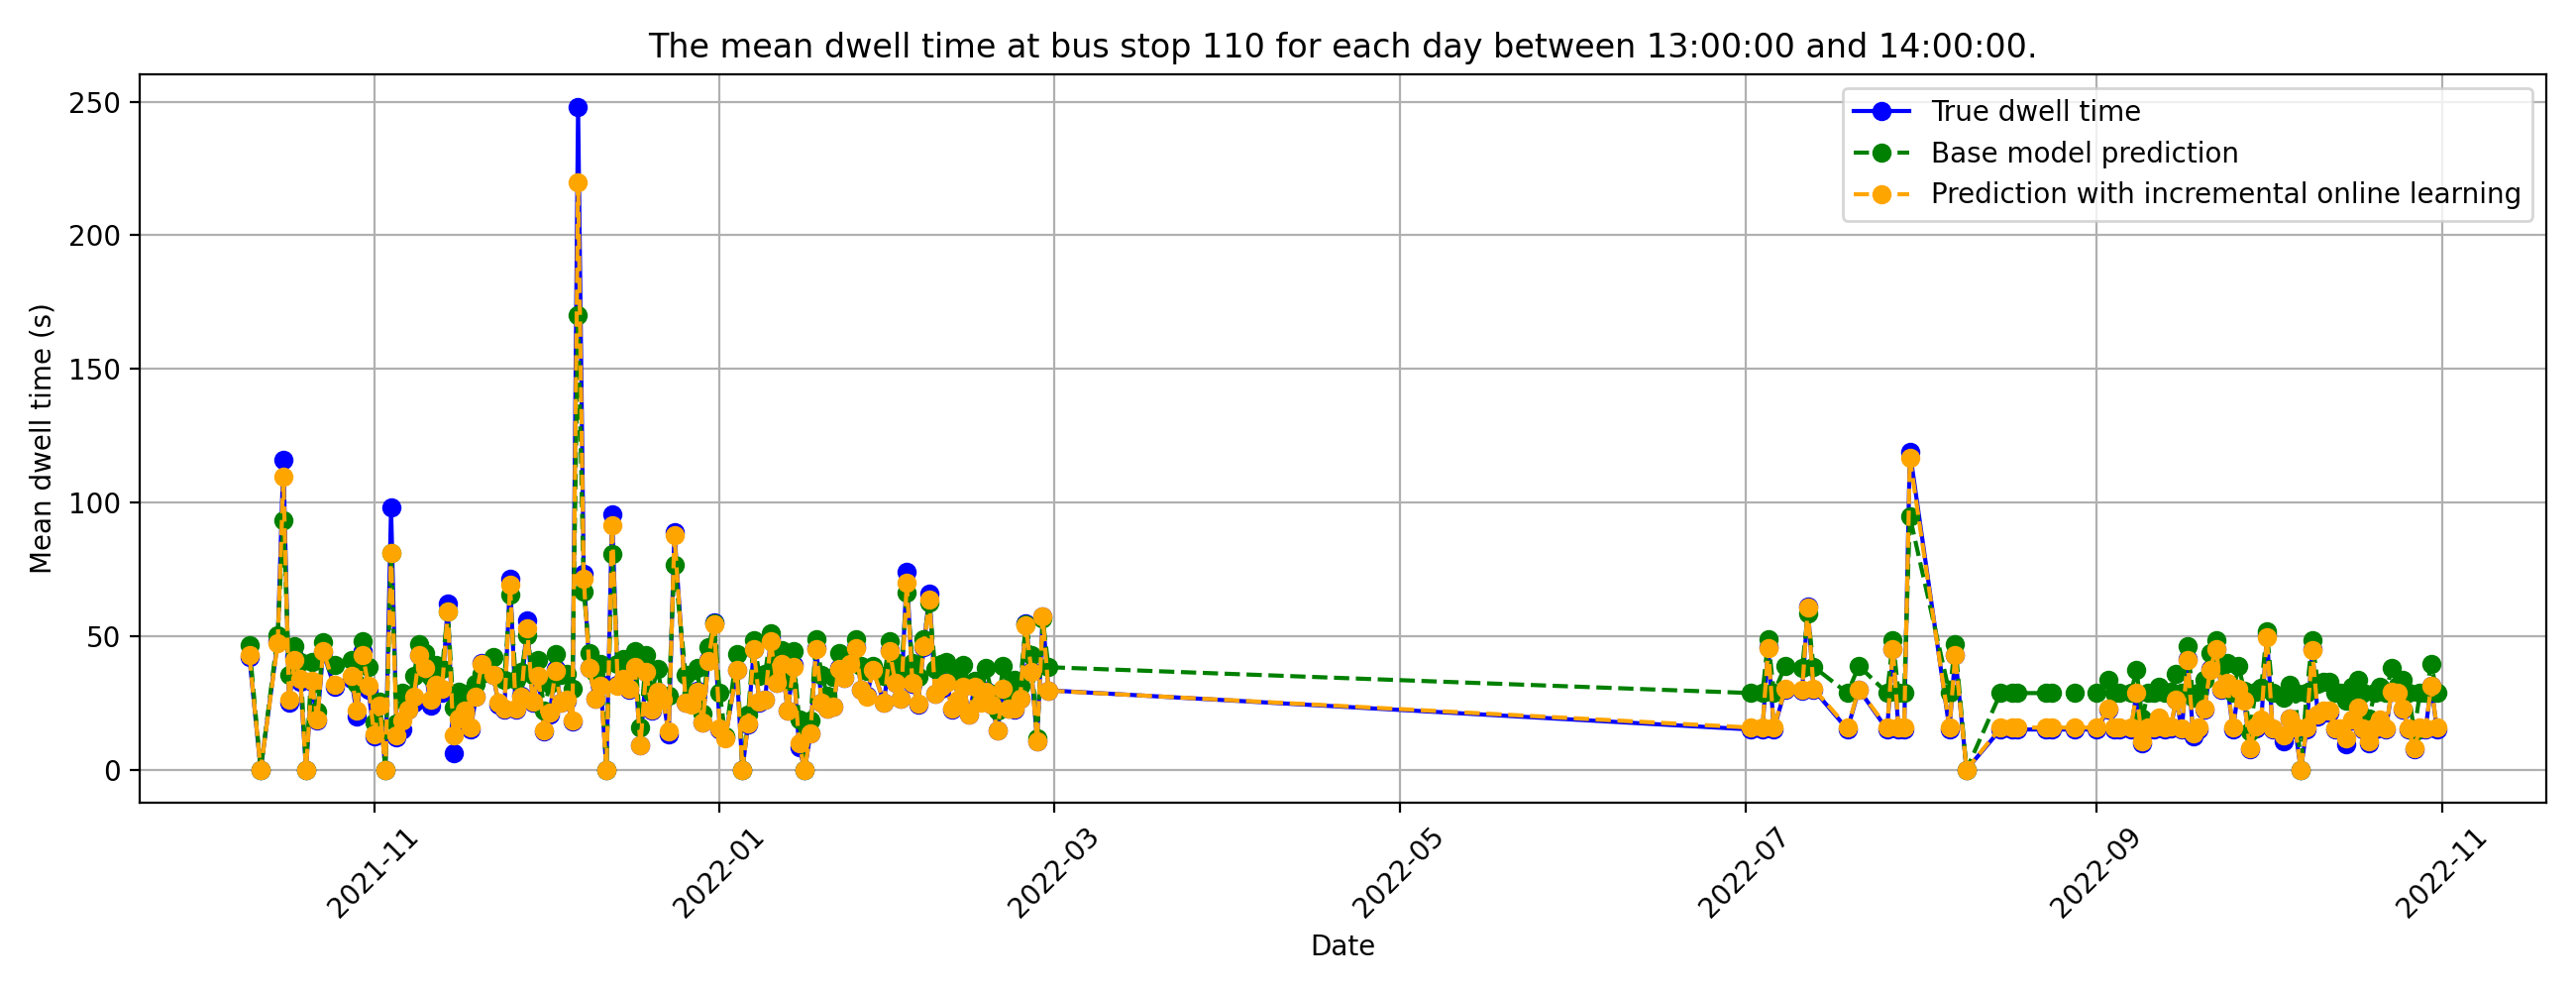 The mean dwell time at bus stop 110 for each day between 13:00:00 and 14:00:00.
True dwell time
Base model prediction
Prediction with incremental online learning
Mean dwell time (s)
250
200
150
100
50
0
2021-11
2022-01
2022-03
2022-05
2022-07
2022-09
2022-11
Date